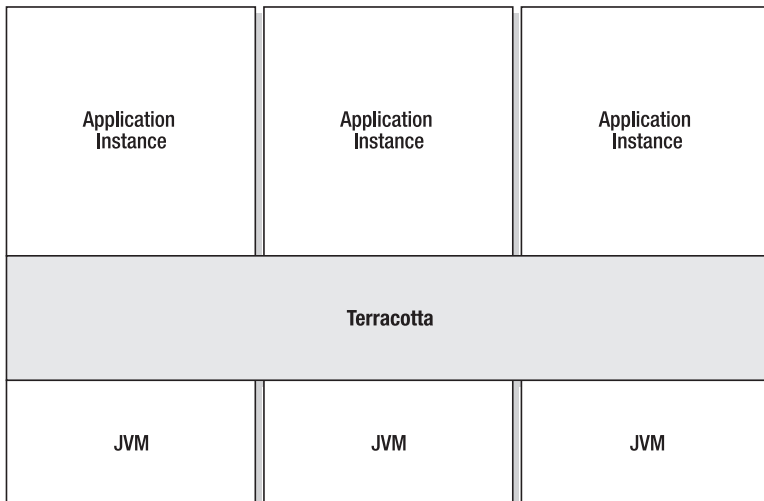 Application
Instance
Application
Instance
Application
Instance
Terracotta
JVM
JVM
JVM